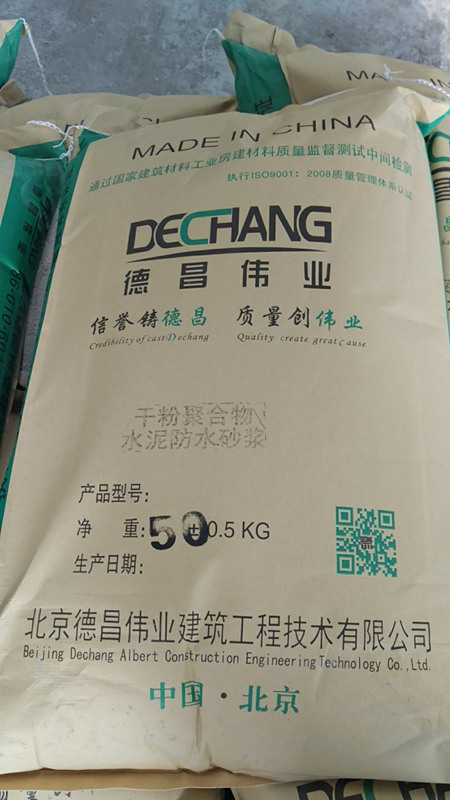 MADE IN CHINA
通过国家建筑材料工业房建材料质量监督测试中间检测
执行ISO9001：2008质量管理体系认证
DECHANG
德昌伟业
信誉铸德昌 质量创伟业
Credibility of cast Dechang Quality create great Cause
干粉聚合物
水泥防水砂浆
产品型号：
净 重：50±0.5 KG
生产日期：
北京德昌伟业建筑工程技术有限公司
Beijing Dechang Albert Construction Engineering Technology Co.,Ltd.
中国·北京